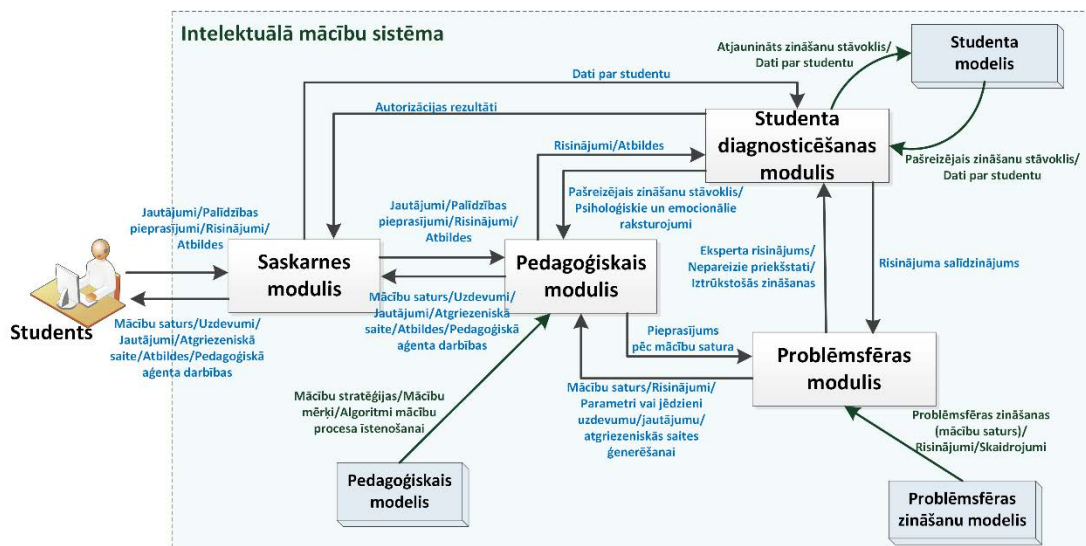 Intelektuālā mācību sistēma
Atjaunināts zināšanu stāvoklis/
Dati par studentu
Studenta
modelis
Dati par studentu
Autorizācijas rezultāti
Studenta
diagnosticēšanas
modulis
Risinājumi/Atbildes
Pašreizējais zināšanu stāvoklis/
Psiholoģiskie un emocionālie
raksturojumi
Pašreizējais zināšanu stāvoklis/
Dati par studentu
Jautājumi/Palīdzības
pieprasījumi/Risinājumi/
Atbildes
Jautājumi/Palīdzības
pieprasījumi/Risinājumi/
Atbildes
Saskarnes
modulis
Pedagoģiskais
modulis
Eksperta risinājums/
Nepareizie priekšstati/
Iztrūkstošās zināšanas
Risinājuma salīdzinājums
Students
Mācību saturs/Uzdevumi/
Jautājumi/Atgriezeniskā
saite/Atbildes/Pedagoģiskā
aģenta darbības
Mācību saturs/Uzdevumi/
Jautājumi/Atgriezeniskā
saite/Atbildes/Pedagoģiskā
aģenta darbības
Pieprasījums
pēc mācību satura
Problēmsfēras
modulis
Mācību stratēģijas/Mācību
mērķi/Algoritmi mācību
procesa īstenošanai
Mācību saturs/Risinājumi/
Parametri vai jēdzieni
uzdevumu/jautājumu/
atgriezeniskās saites
ģenerēšanai
Problēmsfēras zināšanas
(mācību saturs)/
Risinājumi/Skaidrojumi
Pedagoģiskais
modelis
Problēmsfēras
zināšanu modelis